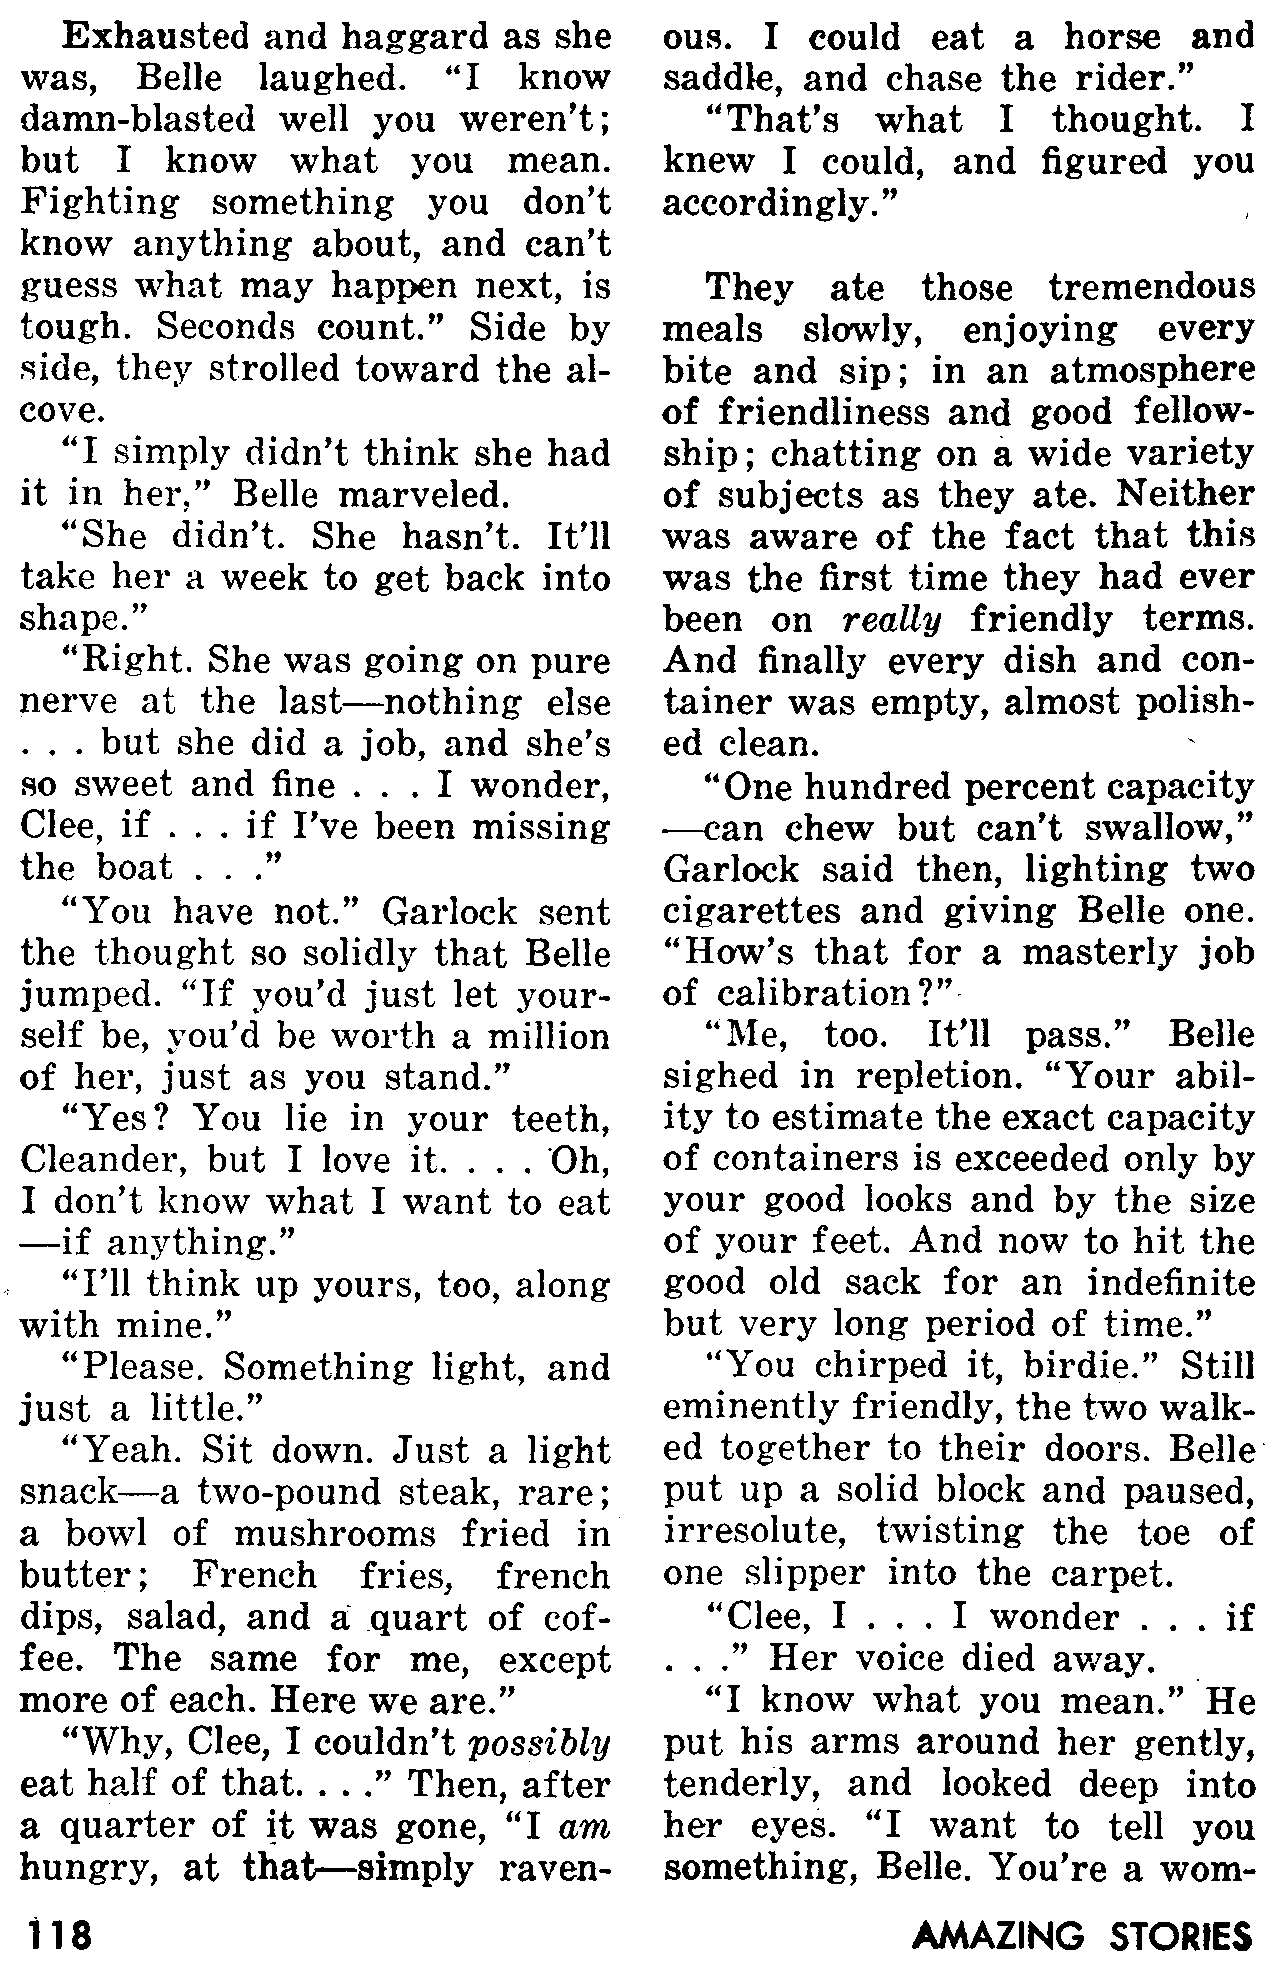 Exhausted and haggard as she
was, Belle laughed. “I know
damn-blasted well you weren’t;
but I know what you mean.
Fighting something you don’t
know anything about, and can’t
guess what may happen next, is
tough. Seconds count.” Side by
side, they strolled toward the al-
cove.
“I simply didn’t think she had
it in her,” Belle marveled.
“She didn’t. She hasn’t. It’ll
take her a week to get back into
shape.”
“Right. She was going on pure
nerve at the last—nothing else
. . . but she did a job, and she’s
so sweet and fine . . . I wonder,
Clee, if . . . if I’ve been missing
the boat . . .”
“You have not.” Garlock sent
the thought so solidly that Belle
jumped. “If you’d just let your-
self be, you’d be worth a million
of her, just as you stand.”
“Yes? You lie in your teeth,
Cleander, but I love it. . . . Oh,
I don’t know what I want to eat
—if anything.”
“I’ll think up yours, too, along
with mine.”
“Please. Something light, and
just a little.”
“Yeah. Sit down. Just a light
snack—a two-pound steak, rare;
a bowl of mushrooms fried in
butter; French fries, french
dips, salad, and a quart of cof-
fee. The same for me, except
more of each. Here we are.”
“Why, Clee, I couldn’t possibly
eat half of that. . . .” Then, after
a quarter of it was gone, “I am
hungry, at that—simply raven-
ous. I could eat a horse and
saddle, and chase the rider.”
“That’s what I thought. I
knew I could, and figured you
accordingly.”
They ate those tremendous
meals slowly, enjoying every
bite and sip; in an atmosphere
of friendliness and good fellow-
ship; chatting on a wide variety
of subjects as they ate. Neither
was aware of the fact that this
was the first time they had ever
been on really friendly terms.
And finally every dish and con-
tainer was empty, almost polish-
ed clean.
“One hundred percent capacity
—can chew but can’t swallow,”
Garlock said then, lighting two
cigarettes and giving Belle one.
“How’s that for a masterly job
of calibration?”
“Me, too. It’ll pass.” Belle
sighed in repletion. “Your abil-
ity to estimate the exact capacity
of containers is exceeded only by
your good looks and by the size
of your feet. And now to hit the
good old sack for an indefinite
but very long period of time.”
“You chirped it, birdie.” Still
eminently friendly, the two walk-
ed together to their doors. Belle
put up a solid block and paused,
irresolute, twisting the toe of
one slipper into the carpet.
“Clee, I . . . I wonder . . . if
. . .” Her voice died away.
“I know what you mean.” He
put his arms around her gently,
tenderly, and looked deep into
her eyes. “I want to tell you
something, Belle. You’re a wom-
118 AMAZING STORIES